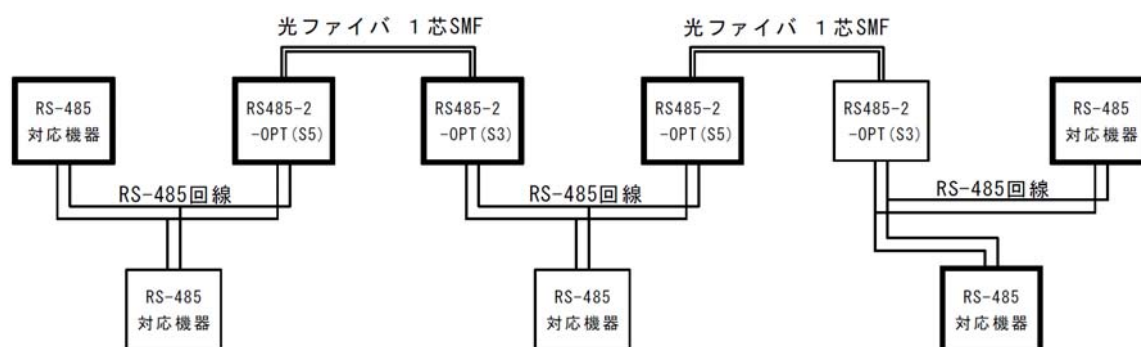 光ファイバ 1芯SMF
光ファイバ 1芯SMF
RS-485
対応機器
RS485-2
-OPT(S5)
RS485-2
-OPT(S3)
RS485-2
-OPT(S5)
RS485-2
-OPT(S3)
RS-485
対応機器
RS-485回線
RS-485回線
RS-485回線
RS-485
対応機器
RS-485
対応機器
RS-485
対応機器